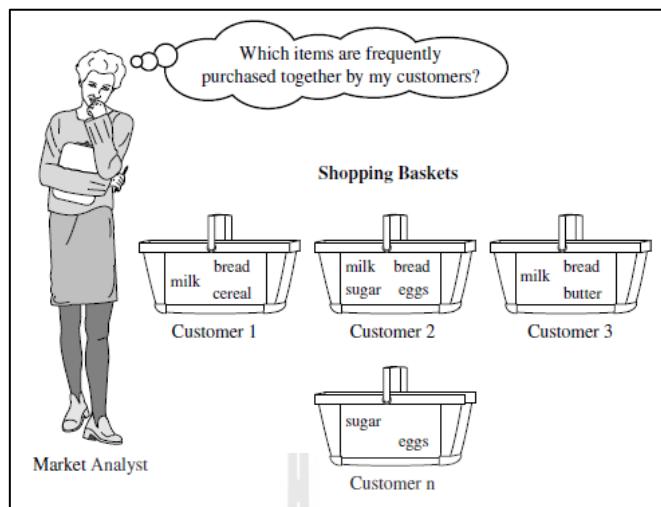 Which items are frequently
purchased together by my customers?
Shopping Baskets
milk bread
cereal
Customer 1
milk bread
sugar eggs
Customer 2
milk bread
butter
Customer 3
sugar
eggs
Customer n
Market Analyst